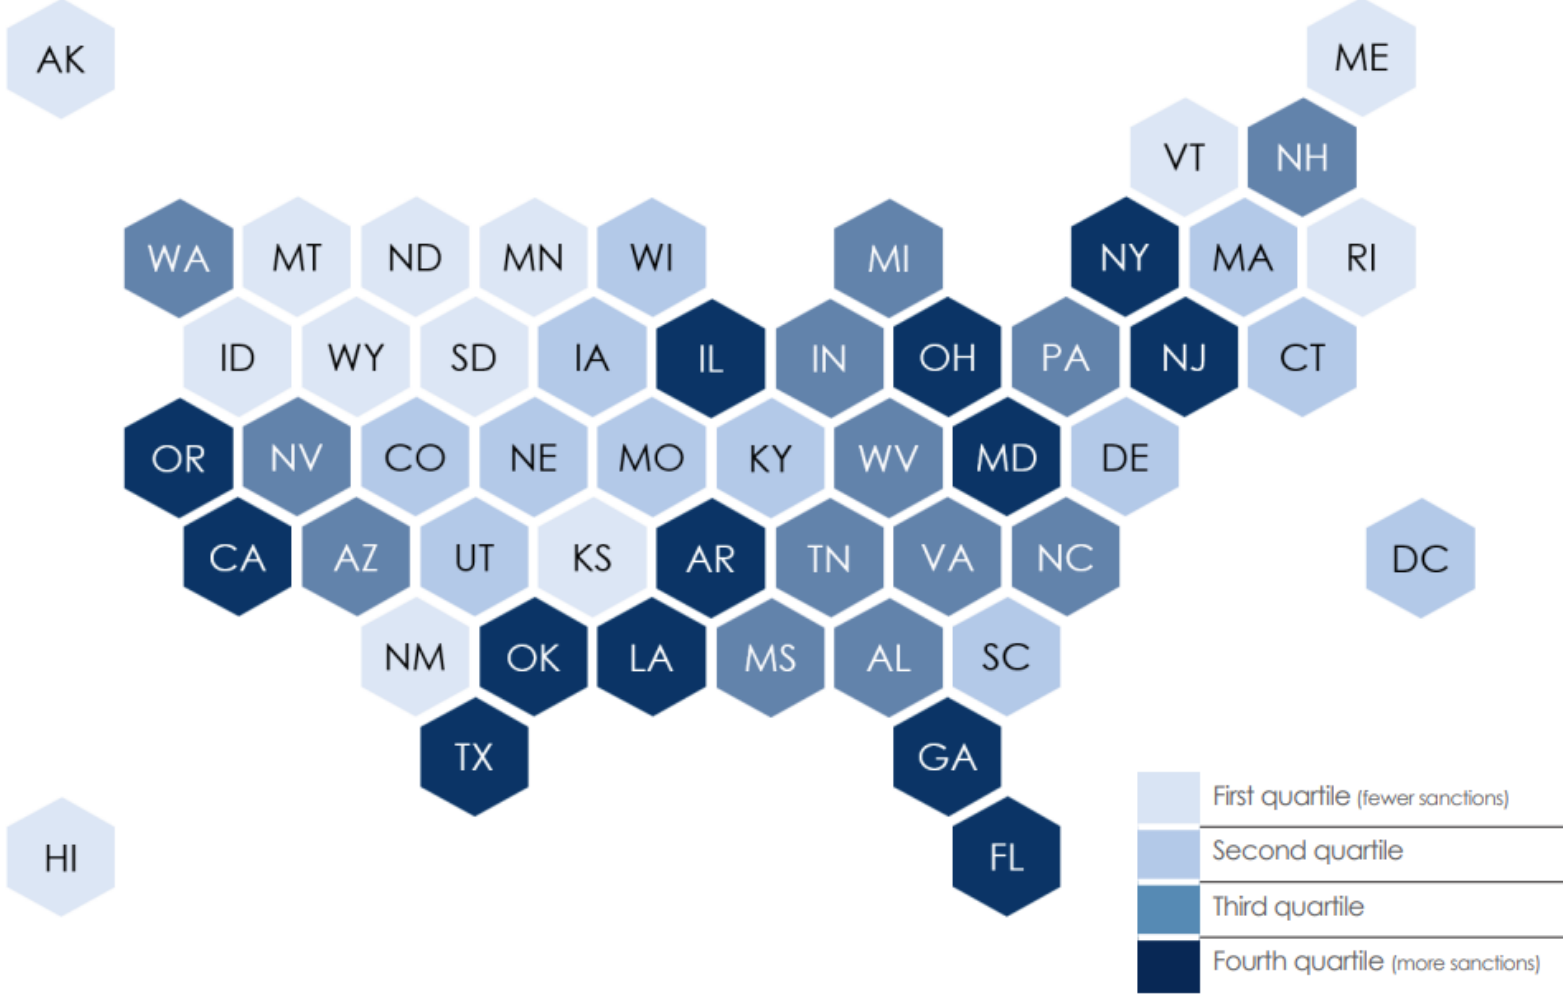 AK
ME
VT NH
WA MT ND MN WI MI NY MA RI
ID WY SD IA IL IN OH PA NJ CT
OR NV CO NE MO KY WV MD DE
CA AZ UT KS AR TN VA NC DC
NM OK LA MS AL SC
TX GA
HI FL
First quartile (fewer sanctions)
Second quartile
Third quartile
Fourth quartile (more sanctions)